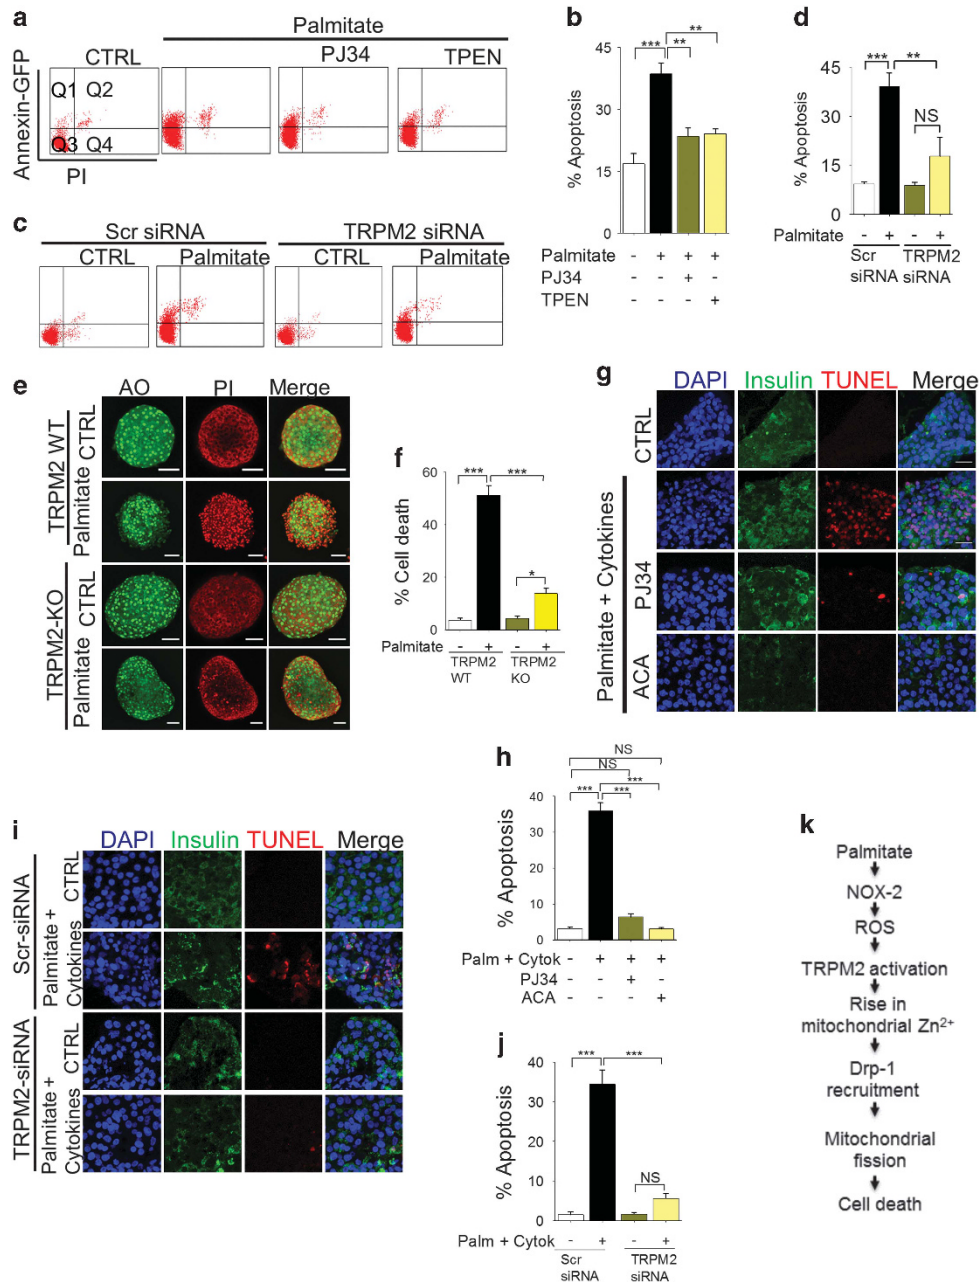 a
Palmitate
CTRL PJ34 TPEN
Annexin-GFP
Q1 Q2
Q3 Q4
PI
b
*** ** **
% Apoptosis
45
30
15
0
Palmitate - + + +
PJ34 - - + -
TPEN - - - +
c
Scr siRNA TRPM2 siRNA
CTRL Palmitate CTRL Palmitate
d
*** **
NS
% Apoptosis
45
30
15
0
Palmitate - + - +
Scr siRNA TRPM2 siRNA
e
AO PI Merge
TRPM2 WT
CTRL
Palmitate
TRPM2-KO
CTRL
Palmitate
f
*** ***
*
% Cell death
60
40
20
0
Palmitate - + - +
TRPM2 WT TRPM2 KO
g
DAPI Insulin TUNEL Merge
CTRL
Palmitate + Cytokines
PJ34
ACA
h
NS
NS
***
*** ***
% Apoptosis
40
30
20
10
0
Palm + Cytok - + + +
PJ34 - - + -
ACA - - - +
i
DAPI Insulin TUNEL Merge
Scr-siRNA
CTRL
Palmitate + Cytokines
TRPM2-siRNA
CTRL
Palmitate + Cytokines
j
*** ***
NS
% Apoptosis
40
30
20
10
0
Palm + Cytok - + - +
Scr siRNA TRPM2 siRNA
k
Palmitate
NOX-2
ROS
TRPM2 activation
Rise in
mitochondrial Zn2+
Drp-1
recruitment
Mitochondrial
fission
Cell death